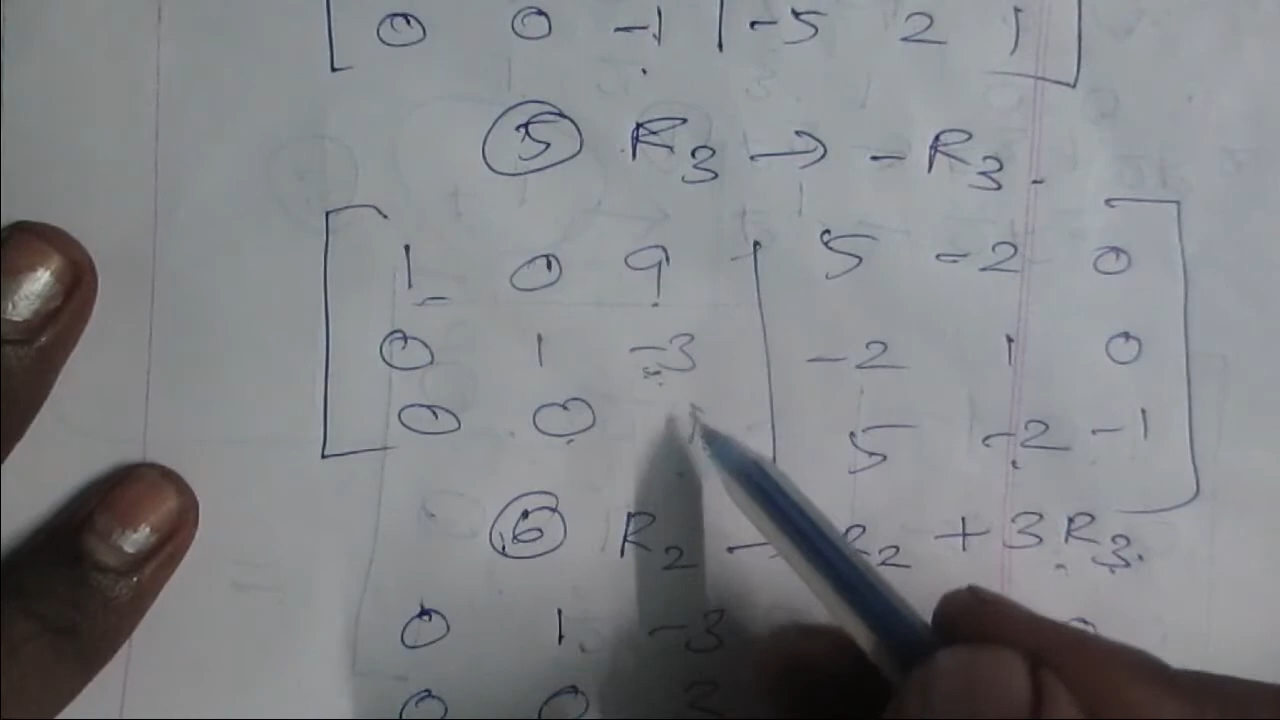 0 0 -1 | -5 2 1
5 R3 → -R3
1 0 9 | 5 -2 0
0 1 -3 | -2 1 0
0 0 | 5 -2 -1
6 R2 → R2 + 3R3
0 1 -3
0 0 3